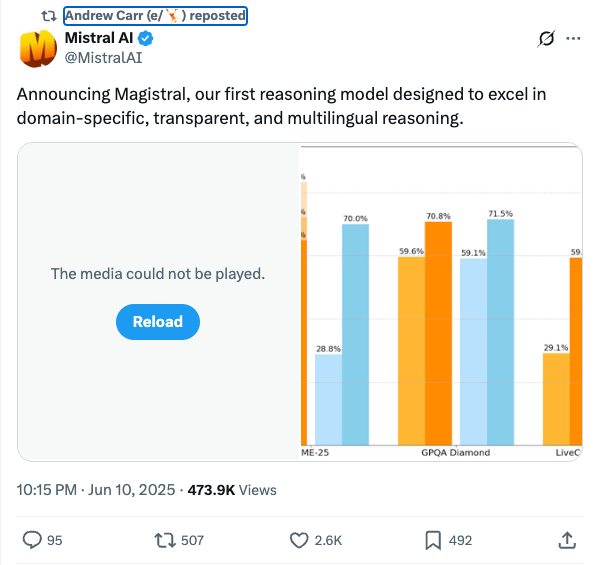 Andrew Carr (e/🤸) reposted
Mistral AI
@MistralAI
Announcing Magistral, our first reasoning model designed to excel in
domain-specific, transparent, and multilingual reasoning.
The media could not be played.
Reload
%
%
%
28.8%
70.0%
59.6%
70.8%
59.1%
71.5%
29.1%
59.
ME-25
GPQA Diamond
LiveC
10:15 PM · Jun 10, 2025 · 473.9K Views
95
507
2.6K
492